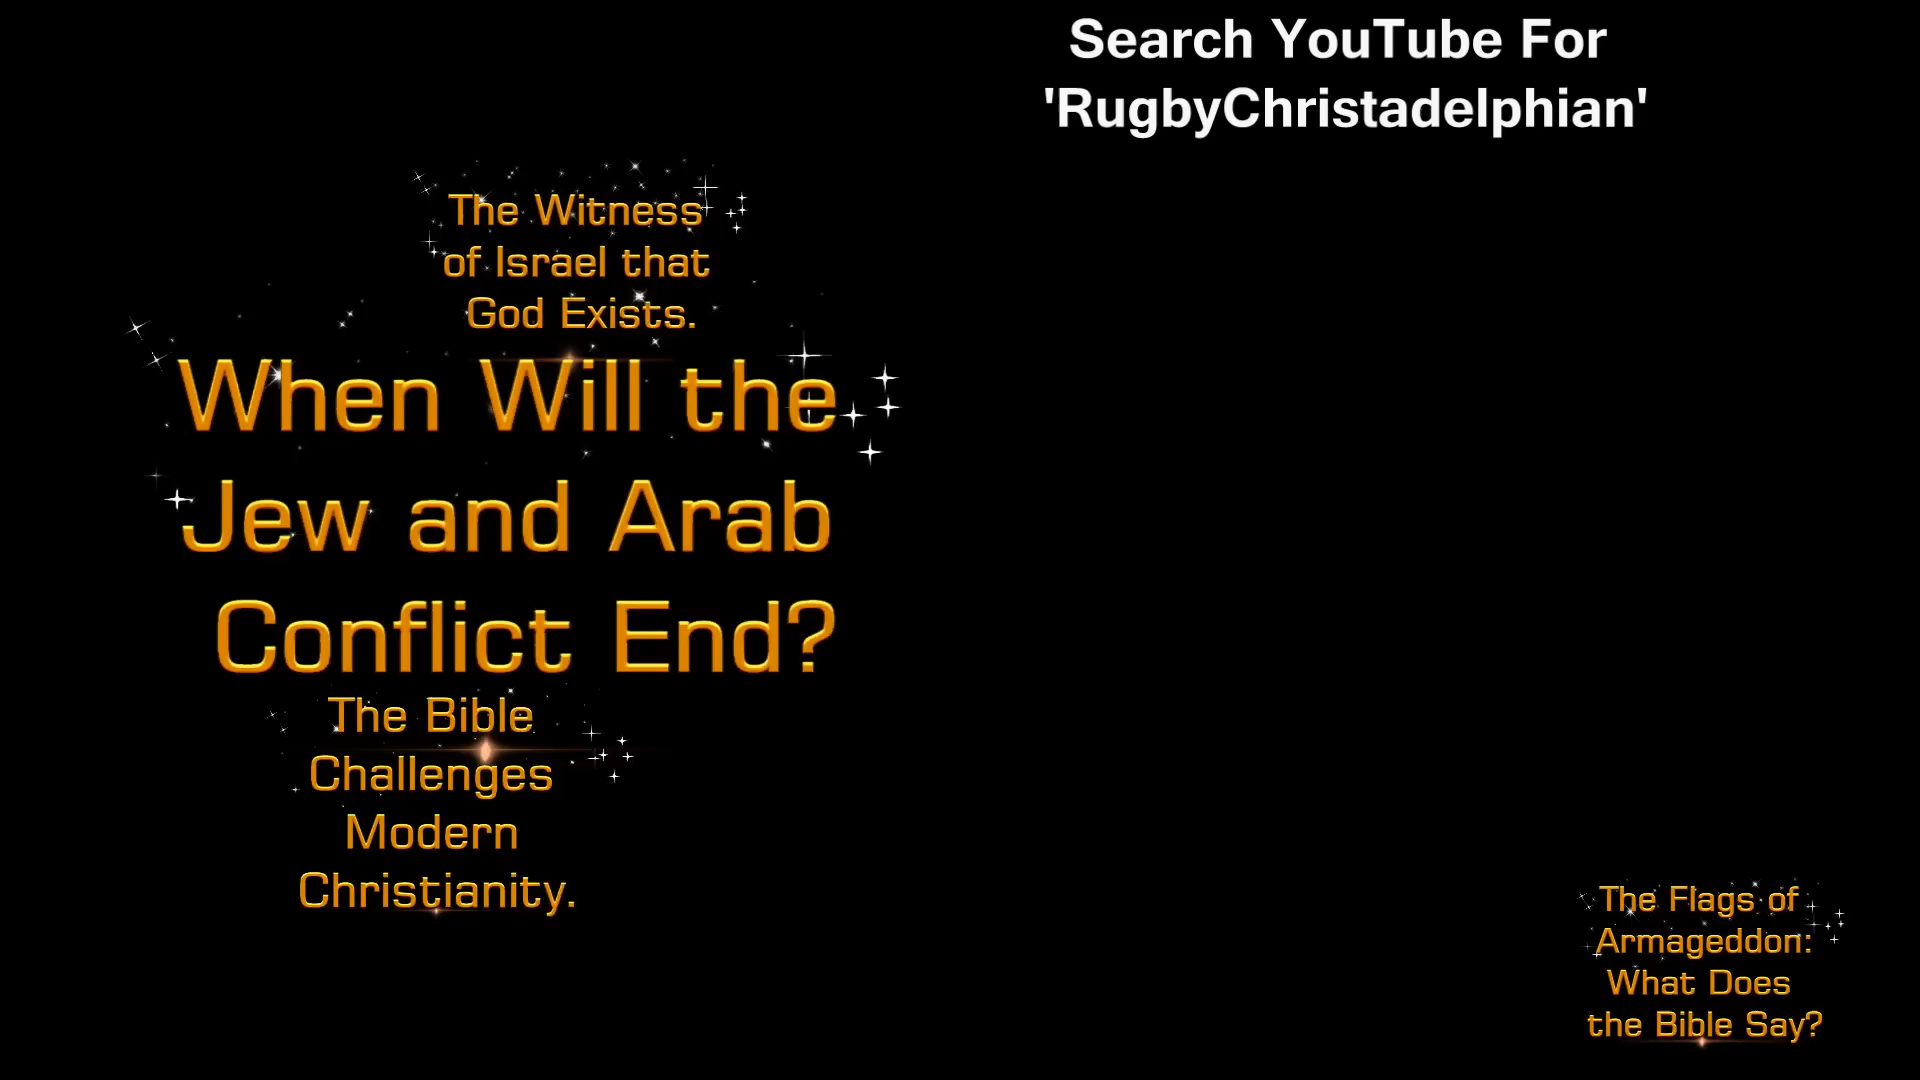 Search YouTube For
'RugbyChristadelphian'
The Witness
of Israel that
God Exists.
When Will the
Jew and Arab
Conflict End?
The Bible
Challenges
Modern
Christianity.
The Flags of
Armageddon:
What Does
the Bible Say?